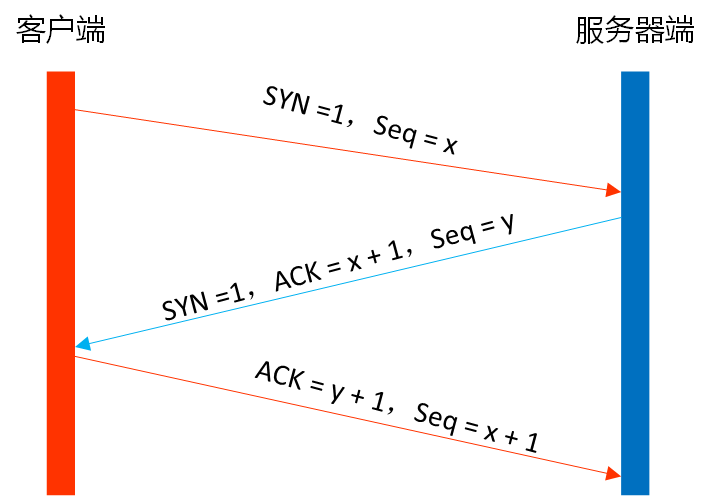 客户端
服务器端
SYN =1，Seq = x
SYN =1，ACK = x + 1，Seq = y
ACK = y + 1，Seq = x + 1